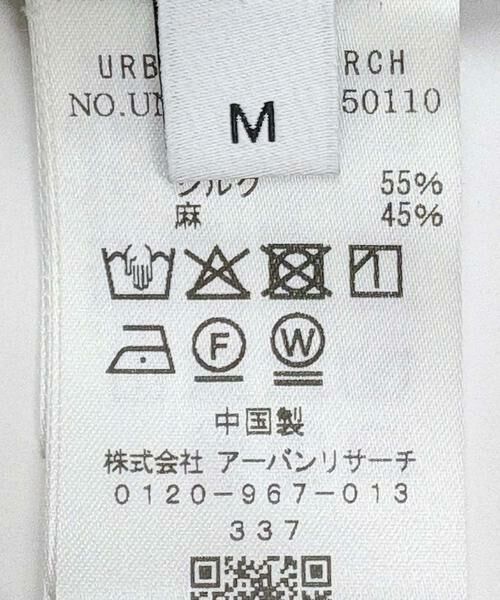 URB RCH
NO.UN 50110
M
シルク 55%
麻 45%
F W
中国製
株式会社 アーバンリサーチ
0120-967-013
337